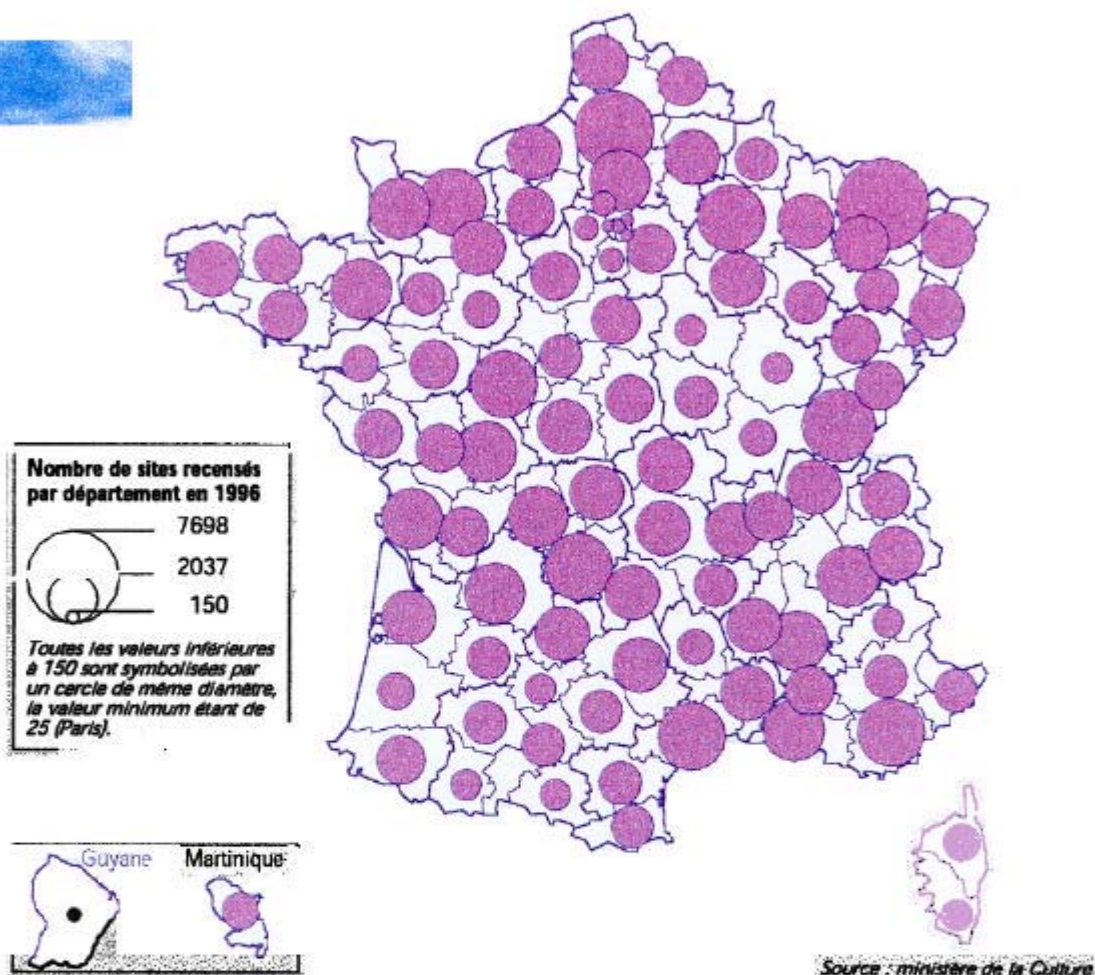 Nombre de sites recensés
par département en 1996
7698
2037
150
Toutes les valeurs inférieures
à 150 sont symbolisées par
un cercle de même diamètre,
la valeur minimum étant de
25 (Paris).
Guyane
Martinique
Source : ministère de la Culture